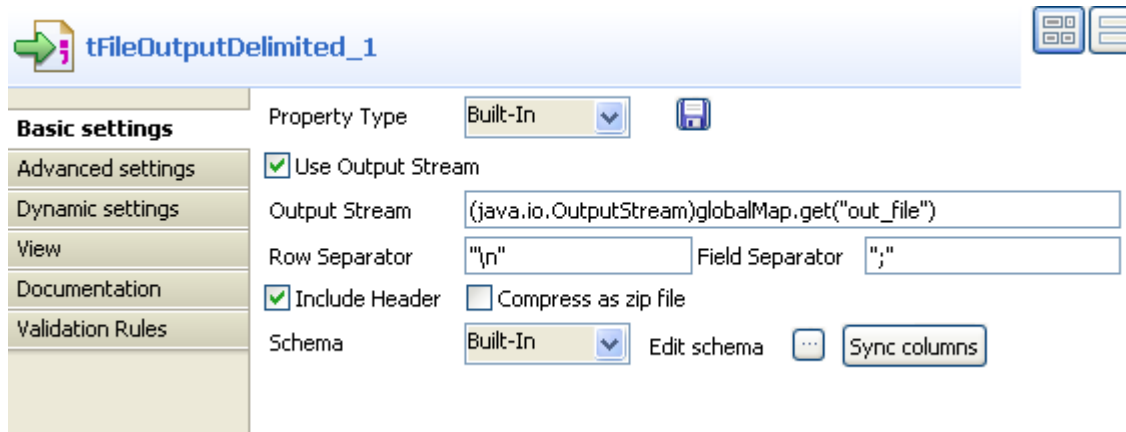 tFileOutputDelimited_1
Basic settings
Advanced settings
Dynamic settings
View
Documentation
Validation Rules
Property Type Built-In
Use Output Stream
Output Stream (java.io.OutputStream)globalMap.get("out_file")
Row Separator "\n" Field Separator ";"
Include Header Compress as zip file
Schema Built-In Edit schema ... Sync columns